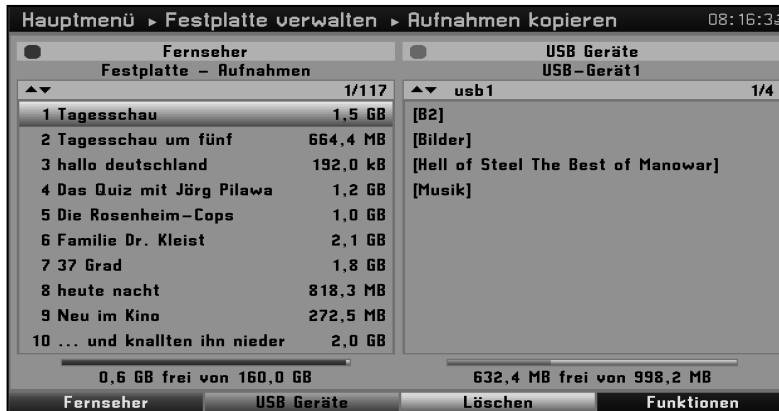 Hauptmenü ▸ Festplatte verwalten ▸ Aufnahmen kopieren 08:16:3
Fernseher
Festplatte – Aufnahmen
1/117
1 Tagesschau 1,5 GB
2 Tagesschau um fünf 664,4 MB
3 hallo deutschland 192,0 kB
4 Das Quiz mit Jörg Pilawa 1,2 GB
5 Die Rosenheim–Cops 1,0 GB
6 Familie Dr. Kleist 2,1 GB
7 37 Grad 1,8 GB
8 heute nacht 818,3 MB
9 Neu im Kino 272,5 MB
10 ... und knallten ihn nieder 2,0 GB
0,6 GB frei von 160,0 GB
USB Geräte
USB–Gerät1
usb1 1/4
[B2]
[Bilder]
[Hell of Steel The Best of Manowar]
[Musik]
632,4 MB frei von 998,2 MB
Fernseher USB Geräte Löschen Funktionen